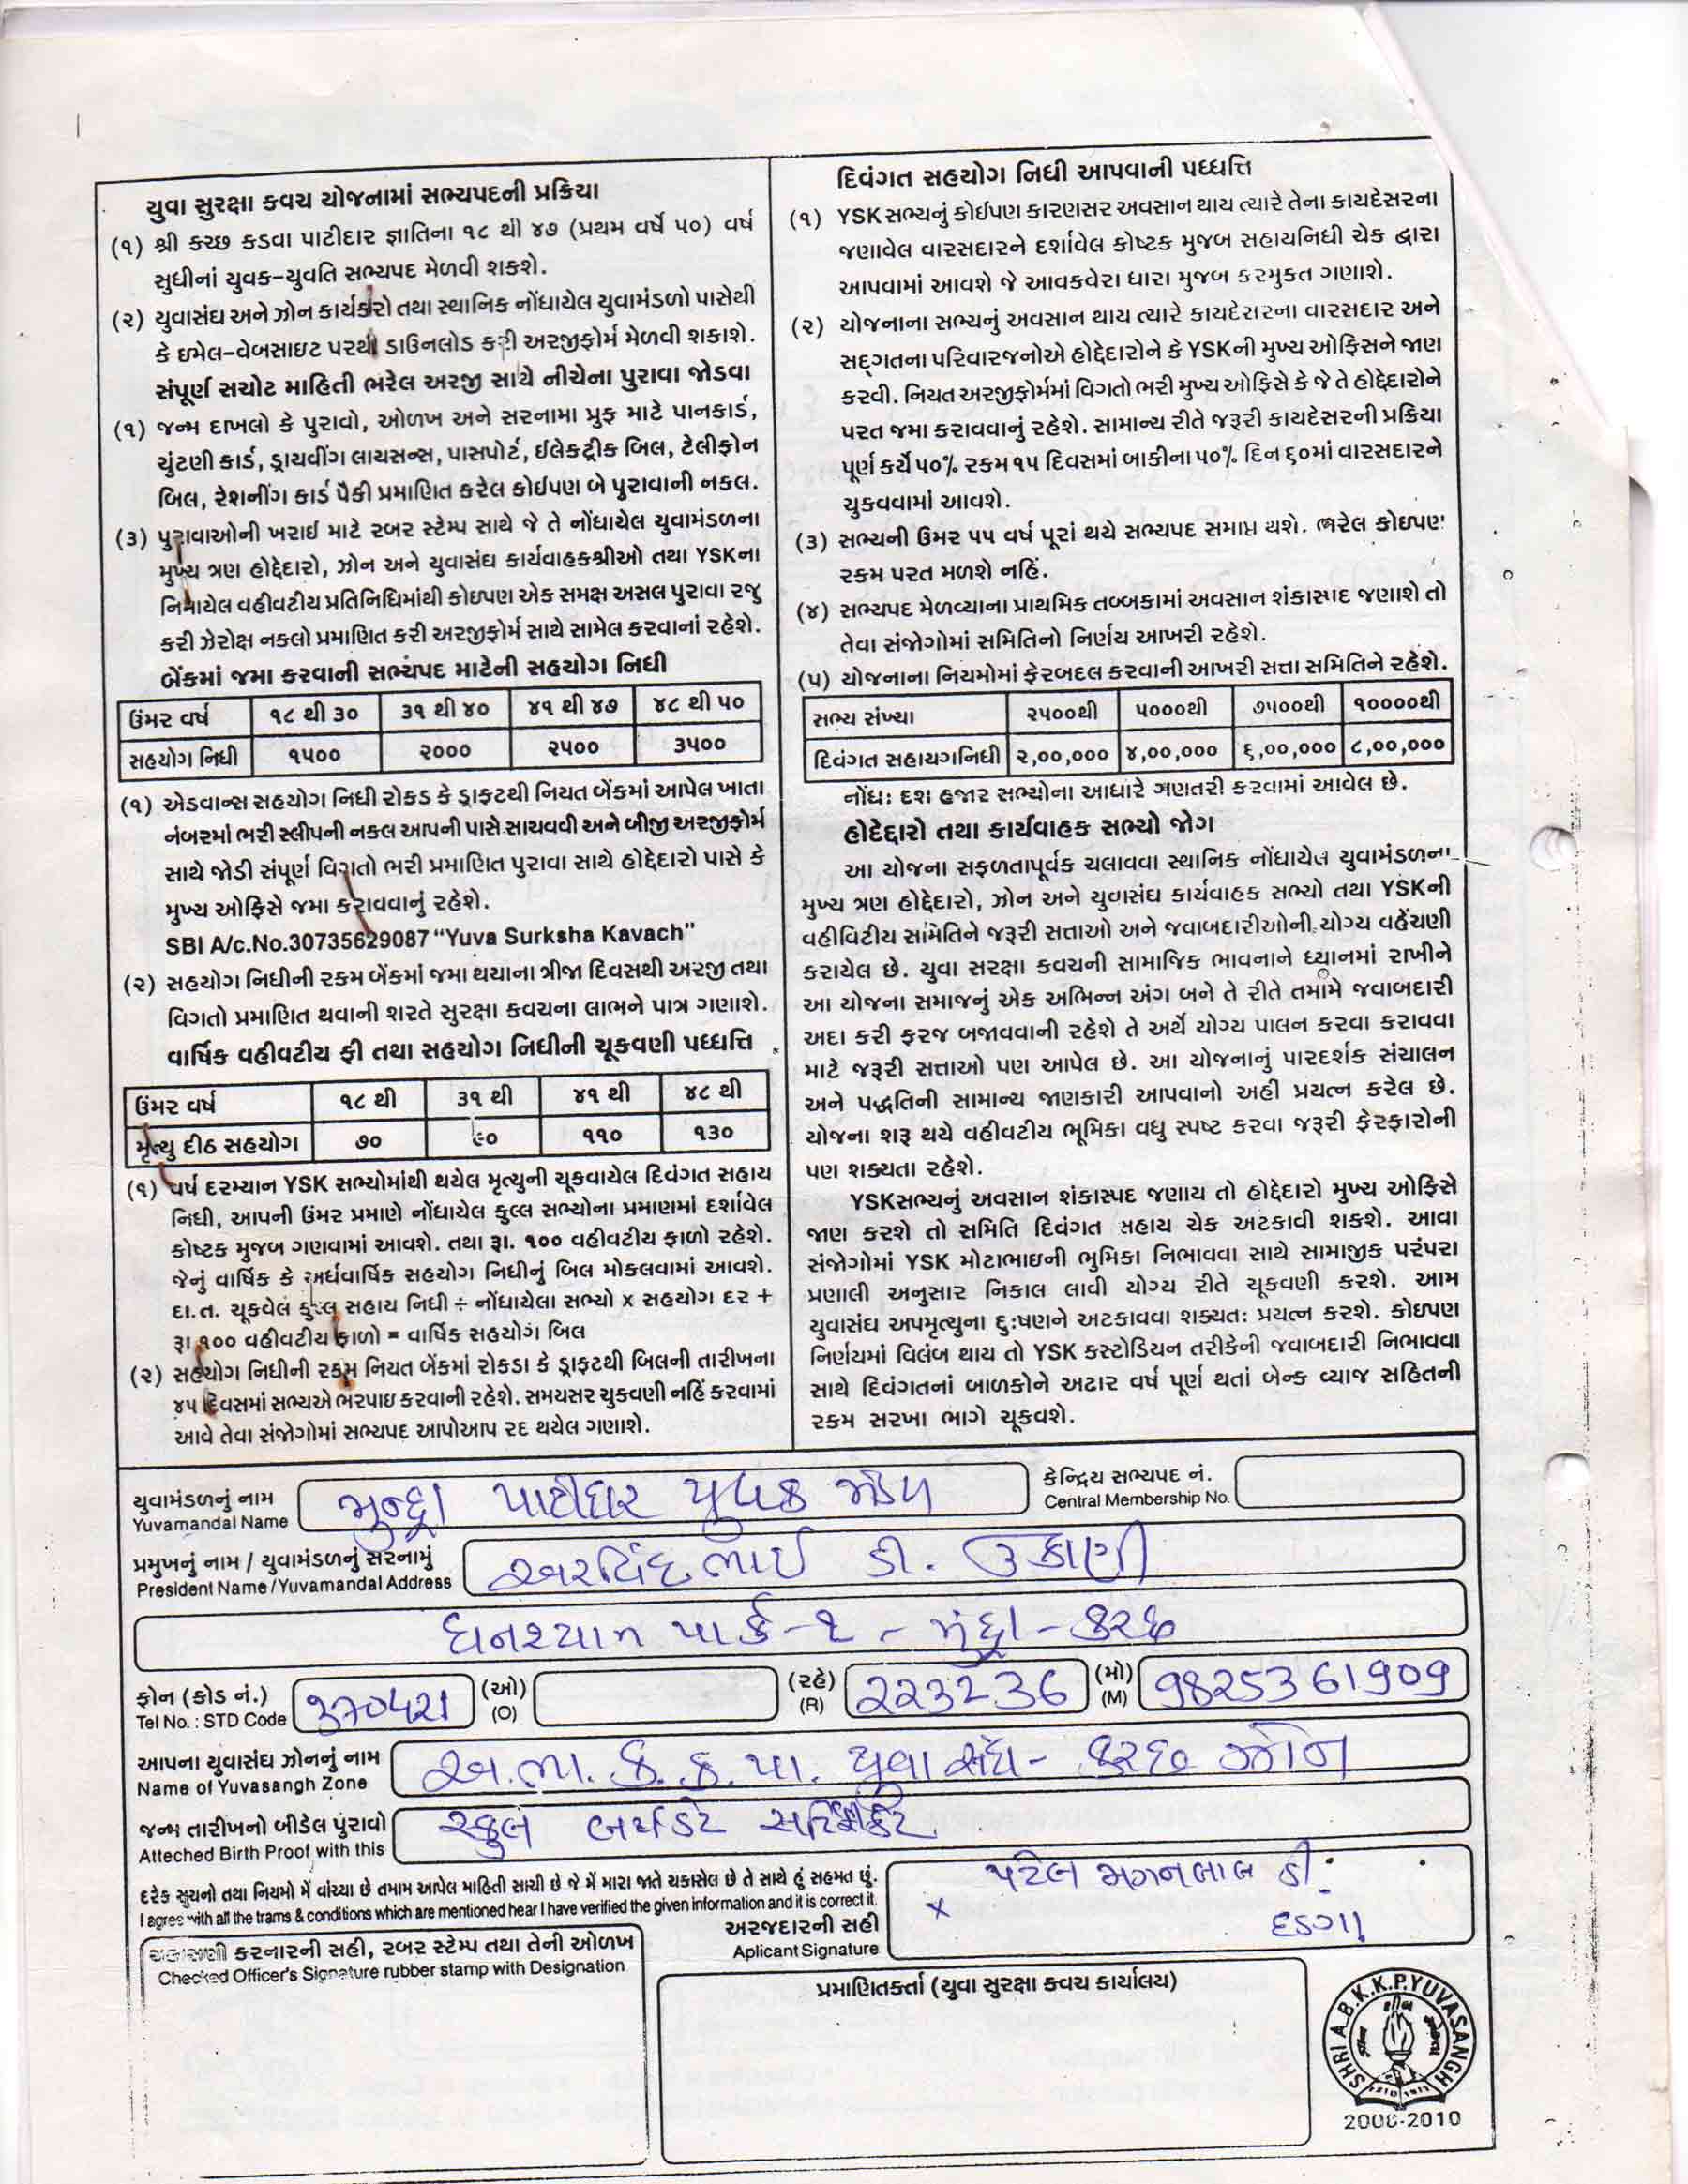 યુવા સુરક્ષા કવચ યોજનામાં સભ્યપદની પ્રક્રિયા
(૧) શ્રી કચ્છ કડવા પાટીદાર જ્ઞાતિના ૧૮ થી ૪૭ (પ્રથમ વર્ષે ૫૦) વર્ષ
સુધીનાં યુવક-યુવતિ સભ્યપદ મેળવી શકશે.
(૨) યુવાસંઘ અને ઝોન કાર્યકરો તથા સ્થાનિક નોંધાયેલ યુવામંડળો પાસેથી
કે ઇમેલ-વેબસાઇટ પરથી ડાઉનલોડ કરી અરજીફોર્મ મેળવી શકાશે.
સંપૂર્ણ સચોટ માહિતી ભરેલ અરજી સાથે નીચેના પુરાવા જોડવા
(૧) જન્મ દાખલો કે પુરાવો, ઓળખ અને સરનામા પ્રુફ માટે પાનકાર્ડ,
ચુંટણી કાર્ડ, ડ્રાયવીંગ લાયસન્સ, પાસપોર્ટ, ઈલેક્ટ્રીક બિલ, ટેલીફોન
બિલ, રેશનીંગ કાર્ડ પૈકી પ્રમાણિત કરેલ કોઈપણ બે પુરાવાની નકલ.
(૩) પુરાવાઓની ખરાઈ માટે રબર સ્ટેમ્પ સાથે જે તે નોંધાયેલ યુવામંડળના
મુખ્ય ત્રણ હોદ્દેદારો, ઝોન અને યુવાસંઘ કાર્યવાહકશ્રીઓ તથા YSKના
નિમાયેલ વહીવટીય પ્રતિનિધિમાંથી કોઇપણ એક સમક્ષ અસલ પુરાવા રજુ
કરી ઝેરોક્ષ નકલો પ્રમાણિત કરી અરજીફોર્મ સાથે સામેલ કરવાનાં રહેશે.
બેંકમાં જમા કરવાની સભ્યપદ માટેની સહયોગ નિધી
ઉંમર વર્ષ ૧૮ થી ૩૦ ૩૧ થી ૪૦ ૪૧ થી ૪૭ ૪૮ થી ૫૦
સહયોગ નિધી ૧૫૦૦ ૨૦૦૦ ૨૫૦૦ ૩૫૦૦
(૧) એડવાન્સ સહયોગ નિધી રોકડ કે ડ્રાફ્ટથી નિયત બેંકમાં આપેલ ખાતા
નંબરમાં ભરી સ્લીપની નકલ આપની પાસે સાચવવી અને બીજી અરજીફોર્મ
સાથે જોડી સંપૂર્ણ વિગતો ભરી પ્રમાણિત પુરાવા સાથે હોદ્દેદારો પાસે કે
મુખ્ય ઓફિસે જમા કરાવવાનું રહેશે.
SBI A/c.No.30735629087 “Yuva Surksha Kavach”
(૨) સહયોગ નિધીની રકમ બેંકમાં જમા થયાના ત્રીજા દિવસથી અરજી તથા
વિગતો પ્રમાણિત થવાની શરતે સુરક્ષા કવચના લાભને પાત્ર ગણાશે.
વાર્ષિક વહીવટીય ફી તથા સહયોગ નિધીની ચૂકવણી પધ્ધત્તિ
ઉંમર વર્ષ ૧૮ થી ૩૧ થી ૪૧ થી ૪૮ થી
મૃત્યુ દીઠ સહયોગ ૭૦ ૯૦ ૧૧૦ ૧૩૦
(૧) વર્ષ દરમ્યાન YSK સભ્યોમાંથી થયેલ મૃત્યુની ચૂકવાયેલ દિવંગત સહાય
નિધી, આપની ઉંમર પ્રમાણે નોંધાયેલ કુલ્લ સભ્યોના પ્રમાણમાં દર્શાવેલ
કોષ્ટક મુજબ ગણવામાં આવશે. તથા રૂા. ૧૦૦ વહીવટીય ફાળો રહેશે.
જેનું વાર્ષિક કે અર્ધવાર્ષિક સહયોગ નિધીનું બિલ મોકલવામાં આવશે.
દા.ત. ચૂકવેલ કુલ્લ સહાય નિધી ÷ નોંધાયેલા સભ્યો x સહયોગ દર +
રૂા ૧૦૦ વહીવટીય ફાળો = વાર્ષિક સહયોગ બિલ
(૨) સહયોગ નિધીની રકમ નિયત બેંકમાં રોકડા કે ડ્રાફટથી બિલની તારીખના
૪૫ દિવસમાં સભ્યએ ભરપાઇ કરવાની રહેશે. સમયસર ચુકવણી નહિં કરવામાં
આવે તેવા સંજોગોમાં સભ્યપદ આપોઆપ રદ થયેલ ગણાશે.
દિવંગત સહયોગ નિધી આપવાની પધ્ધત્તિ
(૧) YSK સભ્યનું કોઈપણ કારણસર અવસાન થાય ત્યારે તેના કાયદેસરના
જણાવેલ વારસદારને દર્શાવેલ કોષ્ટક મુજબ સહાયનિધી ચેક દ્વારા
આપવામાં આવશે જે આવકવેરા ધારા મુજબ કરમુકત ગણાશે.
(૨) યોજનાના સભ્યનું અવસાન થાય ત્યારે કાયદેસરના વારસદાર અને
સદ્ગતના પરિવારજનોએ હોદ્દેદારોને કે YSKની મુખ્ય ઓફિસને જાણ
કરવી. નિયત અરજીફોર્મમાં વિગતો ભરી મુખ્ય ઓફિસે કે જે તે હોદ્દેદારોને
પરત જમા કરાવવાનું રહેશે. સામાન્ય રીતે જરૂરી કાયદેસરની પ્રક્રિયા
પૂર્ણ કર્યે ૫૦% રકમ ૧૫ દિવસમાં બાકીના ૫૦% દિન ૬૦માં વારસદારને
ચુકવવામાં આવશે.
(૩) સભ્યની ઉમર ૫૫ વર્ષ પૂરાં થયે સભ્યપદ સમાપ્ત થશે. ભરેલ કોઇપણ
રકમ પરત મળશે નહિં.
(૪) સભ્યપદ મેળવ્યાના પ્રાથમિક તબ્બકામાં અવસાન શંકાસ્પદ જણાશે તો
તેવા સંજોગોમાં સમિતિનો નિર્ણય આખરી રહેશે.
(૫) યોજનાના નિયમોમાં ફેરબદલ કરવાની આખરી સત્તા સમિતિને રહેશે.
સભ્ય સંખ્યા ૨૫૦૦થી ૫૦૦૦થી ૭૫૦૦થી ૧૦૦૦૦થી
દિવંગત સહાયગનિધી ૨,૦૦,૦૦૦ ૪,૦૦,૦૦૦ ૬,૦૦,૦૦૦ ૮,૦૦,૦૦૦
નોંધઃ દશ હજાર સભ્યોના આધારે ગણતરી કરવામાં આવેલ છે.
હોદેદ્દારો તથા કાર્યવાહક સભ્યો જોગ
આ યોજના સફળતાપૂર્વક ચલાવવા સ્થાનિક નોંધાયેલ યુવામંડળના
મુખ્ય ત્રણ હોદ્દેદારો, ઝોન અને યુવાસંઘ કાર્યવાહક સભ્યો તથા YSKની
વહીવિટીય સમિતિને જરૂરી સત્તાઓ અને જવાબદારીઓની યોગ્ય વહેંચણી
કરાયેલ છે. યુવા સરક્ષા કવચની સામાજિક ભાવનાને ધ્યાનમાં રાખીને
આ યોજના સમાજનું એક અભિન્ન અંગ બને તે રીતે તમામે જવાબદારી
અદા કરી ફરજ બજાવવાની રહેશે તે અર્થે યોગ્ય પાલન કરવા કરાવવા
માટે જરૂરી સત્તાઓ પણ આપેલ છે. આ યોજનાનું પારદર્શક સંચાલન
અને પદ્ધતિની સામાન્ય જાણકારી આપવાનો અહી પ્રયત્ન કરેલ છે.
યોજના શરૂ થયે વહીવટીય ભૂમિકા વધુ સ્પષ્ટ કરવા જરૂરી ફેરફારોની
પણ શક્યતા રહેશે.
YSKસભ્યનું અવસાન શંકાસ્પદ જણાય તો હોદ્દેદારો મુખ્ય ઓફિસે
જાણ કરશે તો સમિતિ દિવંગત સહાય ચેક અટકાવી શકશે. આવા
સંજોગોમાં YSK મોટાભાઇની ભુમિકા નિભાવવા સાથે સામાજીક પરંપરા
પ્રણાલી અનુસાર નિકાલ લાવી યોગ્ય રીતે ચૂકવણી કરશે. આમ
યુવાસંઘ અપમૃત્યુના દુઃષણને અટકાવવા શક્યતઃ પ્રયત્ન કરશે. કોઇપણ
નિર્ણયમાં વિલંબ થાય તો YSK કસ્ટોડિયન તરીકેની જવાબદારી નિભાવવા
સાથે દિવંગતનાં બાળકોને અઢાર વર્ષ પૂર્ણ થતાં બેન્ક વ્યાજ સહિતની
રકમ સરખા ભાગે ચૂકવશે.
યુવામંડળનું નામ મુન્દ્રા પાટીદાર યુવક મંડળ કેન્દ્રિય સભ્યપદ નં.
Yuvamandal Name Central Membership No.
પ્રમુખનું નામ / યુવામંડળનું સરનામું અરવિંદભાઈ ડી. ઉકાણી
President Name/Yuvamandal Address
ઘનશ્યામ પાર્ક-૧ - મુંદ્રા - કચ્છ
ફોન (કોડ નં.) ૩૭૦૪21 (ઓ) (રહે) ૨૨૩2૩6 (મો) 9825361909
Tel No. : STD Code (O) (R) (M)
આપના યુવાસંઘ ઝોનનું નામ અ.ભા. ક. ક. પા. યુવાસંઘ - કચ્છ ઝોન
Name of Yuvasangh Zone
જન્મ તારીખનો બીડેલ પુરાવો સ્કુલ બર્થડેટ સર્ટિફીકેટ
Atteched Birth Proof with this
દરેક સુચનો તથા નિયમો મેં વાંચ્યા છે તમામ આપેલ માહિતી સાચી છે જે મેં મારા જાતે ચકાસેલ છે તે સાથે હું સહમત છું.
I agree with all the trams & conditions which are mentioned hear I have verified the given information and it is correct it.
પટેલ મગનલાલ ડી.
x દડગા
અરજદારની સહી
Aplicant Signature
ચકાસણી કરનારની સહી, રબર સ્ટેમ્પ તથા તેની ઓળખ
Checked Officer's Signature rubber stamp with Designation
પ્રમાણિતકર્તા (યુવા સુરક્ષા કવચ કાર્યાલય)
SHRI A.B.K.K.P. YUVASANGH
2008-2010